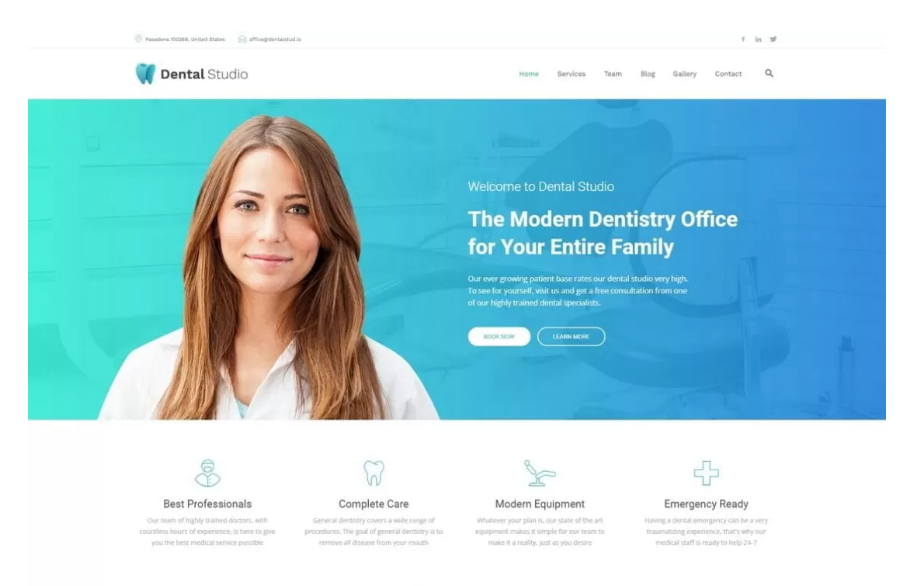 Pasadena 100269, United States office@dentalstud.io
Dental Studio
Home Services Team Blog Gallery Contact
Welcome to Dental Studio
The Modern Dentistry Office
for Your Entire Family
Our ever growing patient base rates our dental studio very high.
To see for yourself, visit us and get a free consultation from one
of our highly trained dental specialists.
BOOK NOW LEARN MORE
Best Professionals
Our team of highly trained doctors, with
countless hours of experience, is here to give
you the best medical service possible
Complete Care
General dentistry covers a wide range of
procedures. The goal of general dentistry is to
remove all disease from your mouth
Modern Equipment
Whatever your plan is, our state of the art
equipment makes it simple for our team to
make it a reality, just as you desire
Emergency Ready
Having a dental emergency can be a very
traumatizing experience, that's why our
medical staff is ready to help 24-7